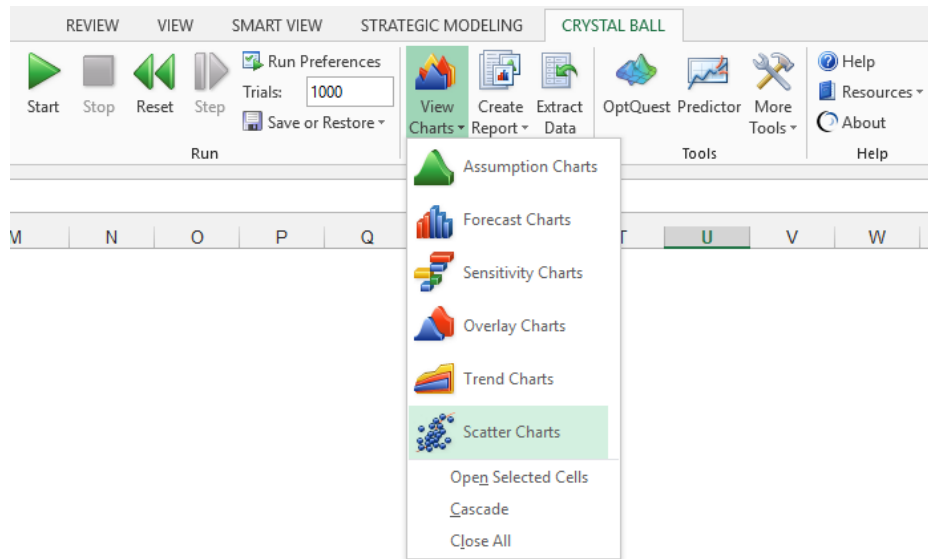 REVIEW VIEW SMART VIEW STRATEGIC MODELING CRYSTAL BALL
Run Preferences
Trials: 1000
Save or Restore
Start Stop Reset Step
Run
View Charts
Create Report
Extract Data
OptQuest Predictor
More Tools
Tools
Help
Resources
About
Help
Assumption Charts
Forecast Charts
Sensitivity Charts
Overlay Charts
Trend Charts
Scatter Charts
Open Selected Cells
Cascade
Close All
M N O P Q T U V W